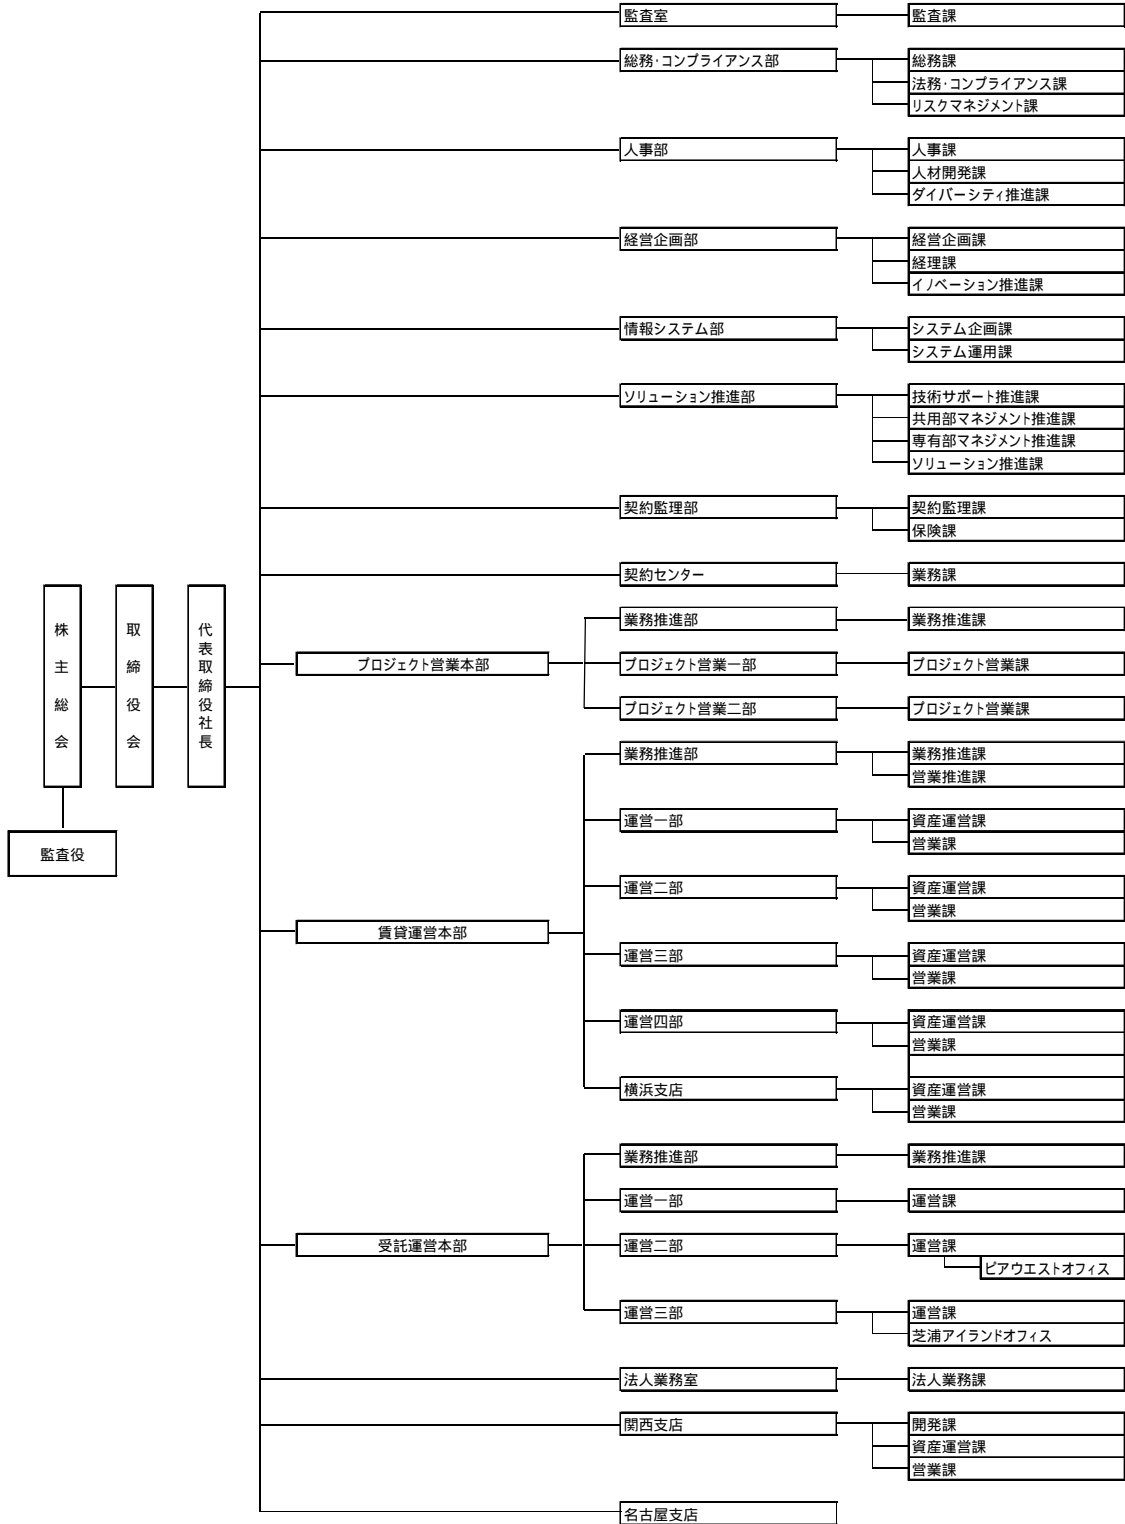 株主総会
取締役会
代表取締役社長
監査役
監査室
監査課
総務・コンプライアンス部
総務課
法務・コンプライアンス課
リスクマネジメント課
人事部
人事課
人材開発課
ダイバーシティ推進課
経営企画部
経営企画課
経理課
イノベーション推進課
情報システム部
システム企画課
システム運用課
ソリューション推進部
技術サポート推進課
共用部マネジメント推進課
専有部マネジメント推進課
ソリューション推進課
契約監理部
契約監理課
保険課
契約センター
業務課
プロジェクト営業本部
業務推進部
業務推進課
プロジェクト営業一部
プロジェクト営業課
プロジェクト営業二部
プロジェクト営業課
賃貸運営本部
業務推進部
業務推進課
営業推進課
運営一部
資産運営課
営業課
運営二部
資産運営課
営業課
運営三部
資産運営課
営業課
運営四部
資産運営課
営業課
横浜支店
資産運営課
営業課
受託運営本部
業務推進部
業務推進課
運営一部
運営課
運営二部
運営課
ピアウエストオフィス
運営三部
運営課
芝浦アイランドオフィス
法人業務室
法人業務課
関西支店
開発課
資産運営課
営業課
名古屋支店